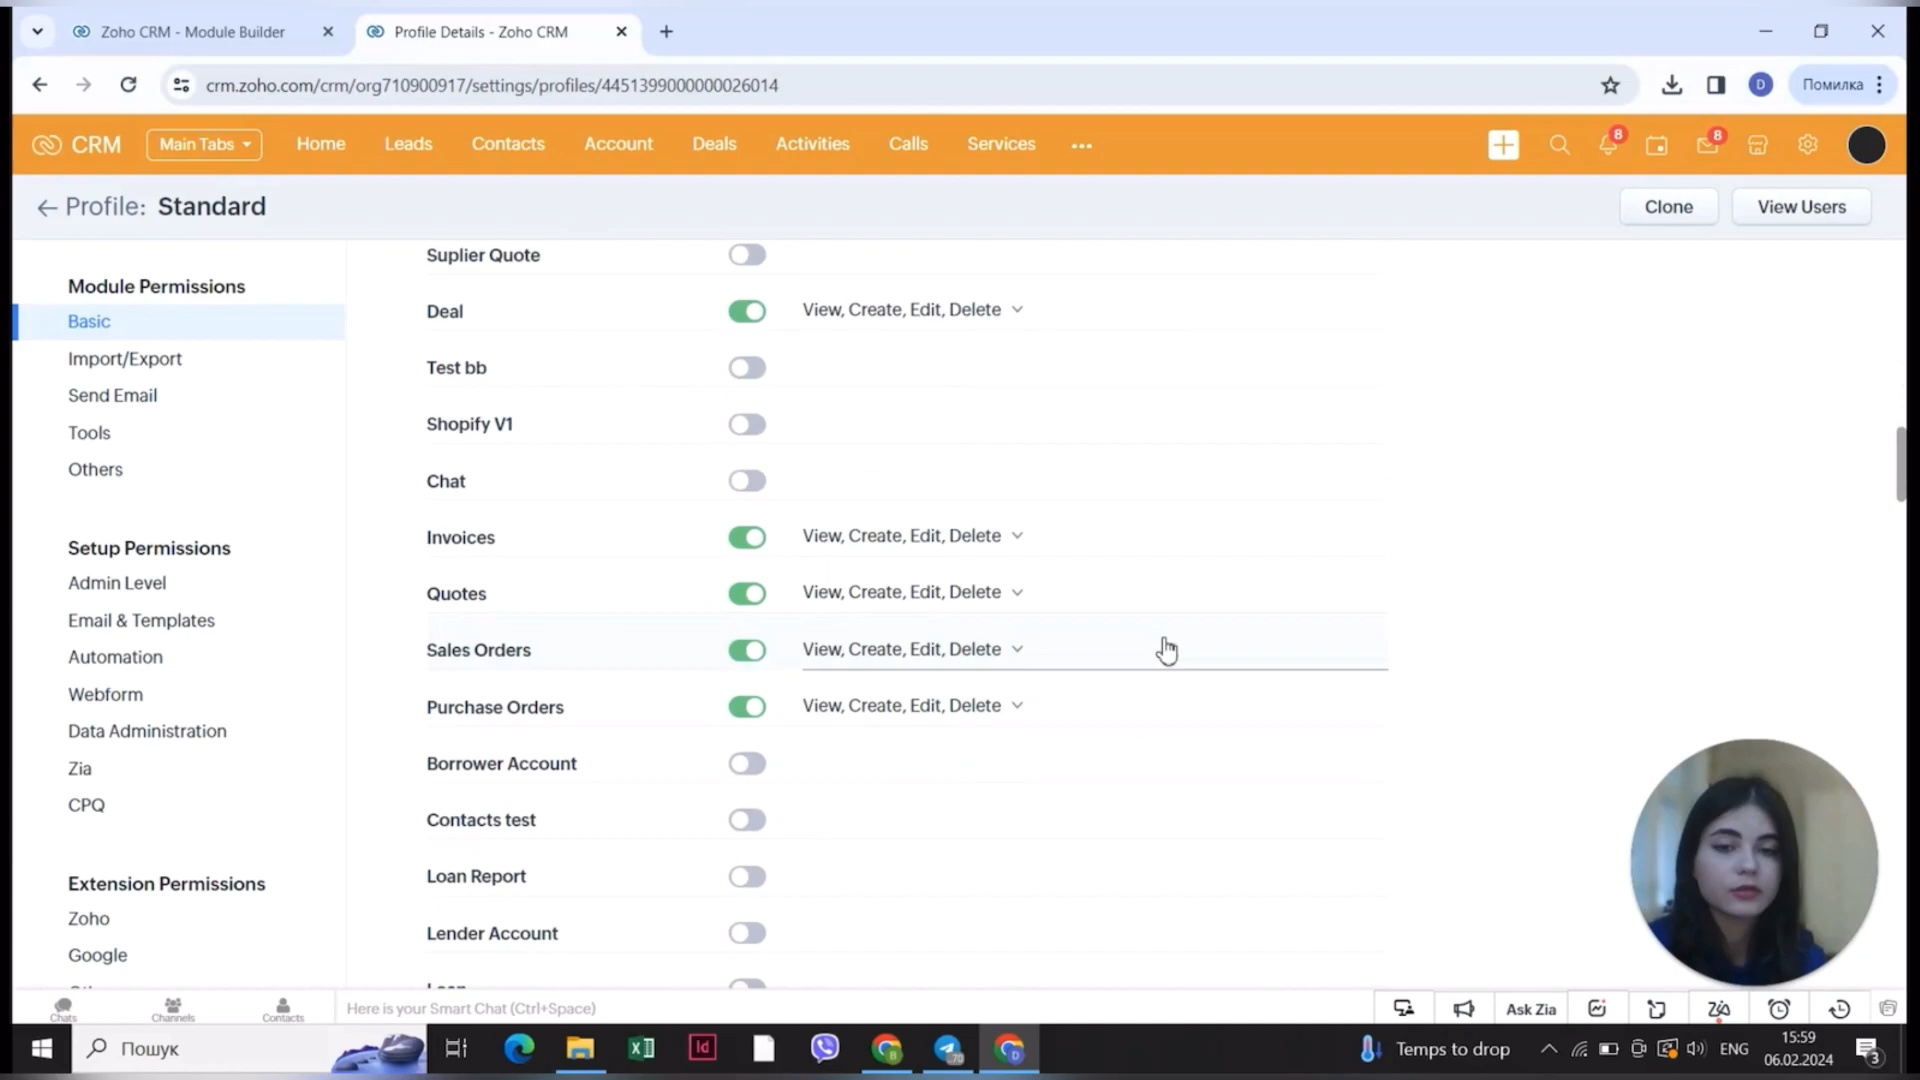 Zoho CRM - Module Builder
Profile Details - Zoho CRM
crm.zoho.com/crm/org710900917/settings/profiles/4451399000000026014
D
Помилка
CRM
Main Tabs
Home
Leads
Contacts
Account
Deals
Activities
Calls
Services
8
8
Profile: Standard
Clone
View Users
Module Permissions
Basic
Import/Export
Send Email
Tools
Others
Setup Permissions
Admin Level
Email & Templates
Automation
Webform
Data Administration
Zia
CPQ
Extension Permissions
Zoho
Google
Suplier Quote
Deal View, Create, Edit, Delete
Test bb
Shopify V1
Chat
Invoices View, Create, Edit, Delete
Quotes View, Create, Edit, Delete
Sales Orders View, Create, Edit, Delete
Purchase Orders View, Create, Edit, Delete
Borrower Account
Contacts test
Loan Report
Lender Account
Chats
Channels
Contacts
Here is your Smart Chat (Ctrl+Space)
Ask Zia
Пошук
Id
B
70
D
Temps to drop
ENG
15:59
06.02.2024
3